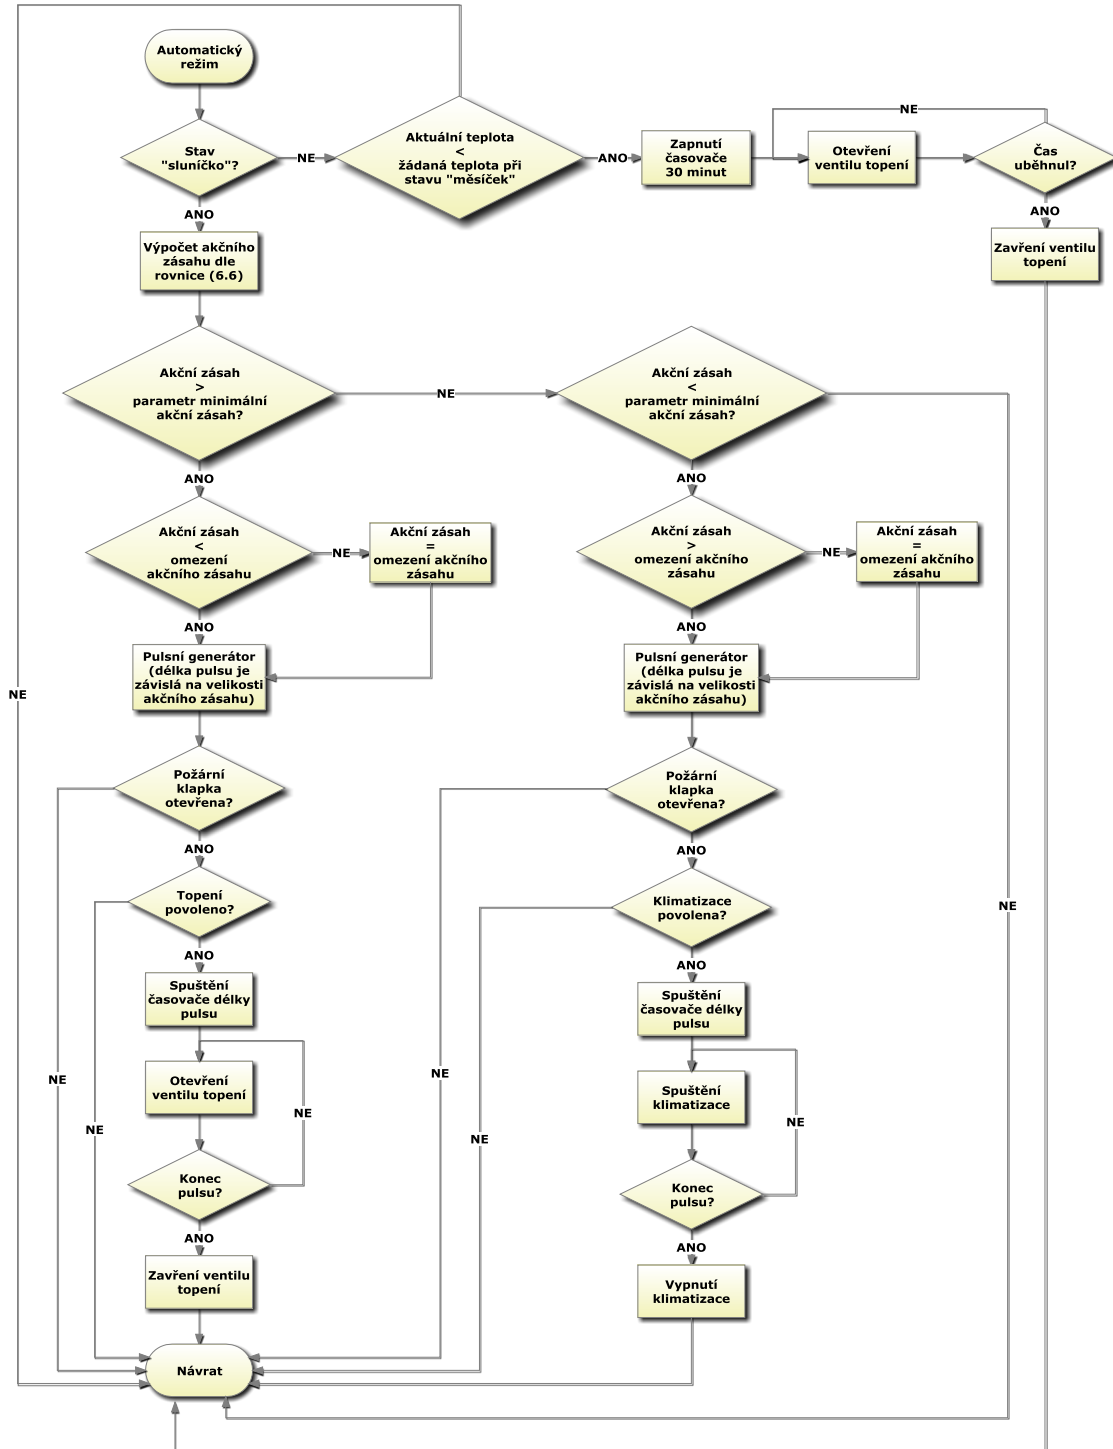 Automatický
režim
Stav
"sluníčko"?
NE
Aktuální teplota
<
žádaná teplota při
stavu "měsíček"
ANO
Zapnutí
časovače
30 minut
Otevření
ventilu topení
NE
Čas
uběhnul?
ANO
Zavření ventilu
topení
ANO
Výpočet akčního
zásahu dle
rovnice (6.6)
Akční zásah
>
parametr minimální
akční zásah?
NE
Akční zásah
<
parametr minimální
akční zásah?
ANO
ANO
Akční zásah
<
omezení
akčního zásahu
NE
Akční zásah
=
omezení akčního
zásahu
Akční zásah
>
omezení akčního
zásahu
NE
Akční zásah
=
omezení akčního
zásahu
ANO
ANO
Pulsní generátor
(délka pulsu je
závislá na velikosti
akčního zásahu)
Pulsní generátor
(délka pulsu je
závislá na velikosti
akčního zásahu)
NE
Požární
klapka
otevřena?
Požární
klapka
otevřena?
ANO
ANO
Topení
povoleno?
Klimatizace
povolena?
NE
ANO
ANO
Spuštění
časovače délky
pulsu
Spuštění
časovače délky
pulsu
NE
NE
Otevření
ventilu topení
NE
Spuštění
klimatizace
NE
NE
NE
Konec
pulsu?
Konec
pulsu?
ANO
ANO
Zavření ventilu
topení
Vypnutí
klimatizace
Návrat